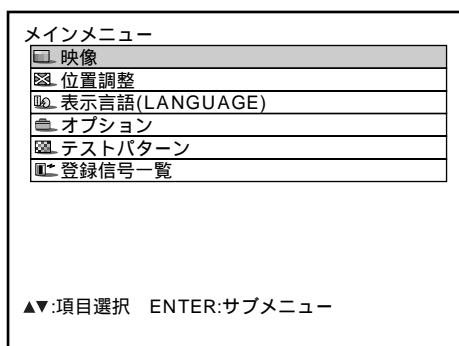 メインメニュー
映像
位置調整
表示言語(LANGUAGE)
オプション
テストパターン
登録信号一覧
▲▼:項目選択 ENTER:サブメニュー